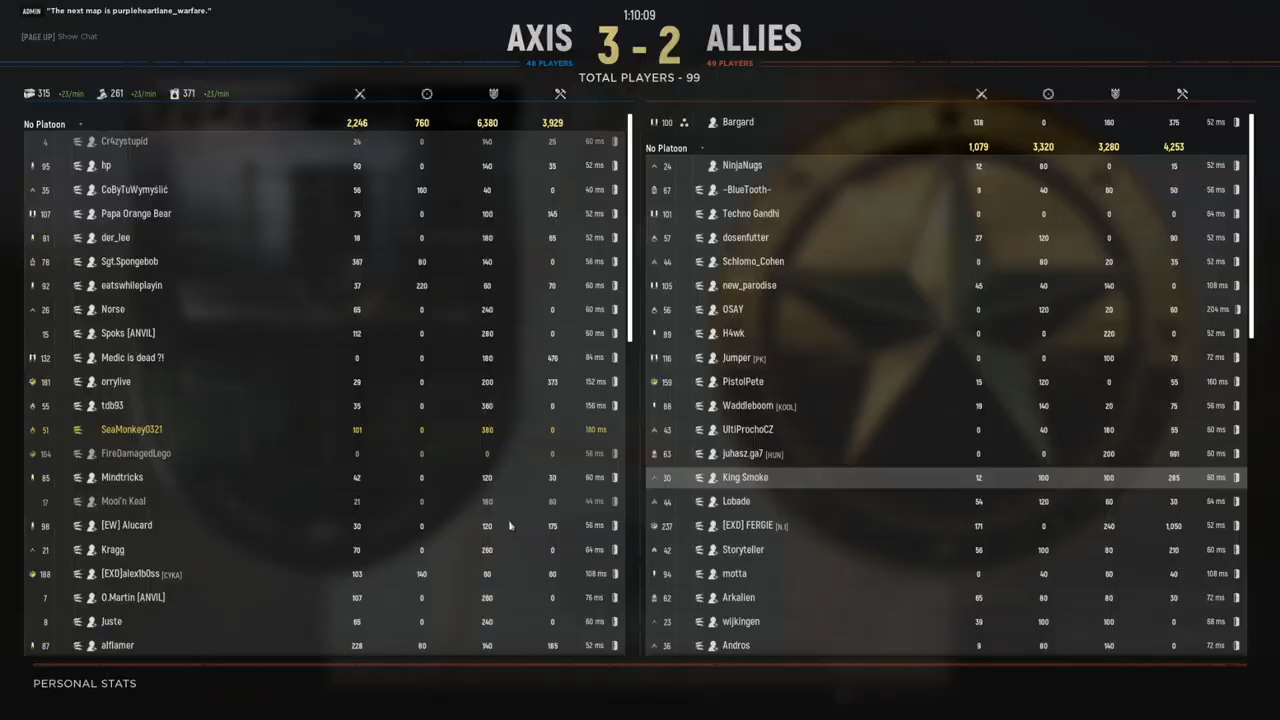 ADMIN "The next map is purpleheartlane_warfare."
[PAGE UP] Show Chat
1:10:09
AXIS 3 - 2 ALLIES
48 PLAYERS 49 PLAYERS
TOTAL PLAYERS - 99
315 +23/min 261 +23/min 371 +23/min
No Platoon 2,246 760 6,380 3,929
4 Cr4zystupid 24 0 140 25 60 ms
95 hp 50 0 140 35 52 ms
35 CoByTuWymyślić 56 160 40 0 40 ms
107 Papa Orange Bear 75 0 100 145 52 ms
81 der_lee 18 0 180 65 52 ms
78 Sgt.Spongebob 367 80 140 0 56 ms
92 eatswhileplayin 37 220 60 70 60 ms
26 Norse 65 0 240 0 60 ms
15 Spoks [ANVIL] 112 0 280 0 60 ms
132 Medic is dead ?! 0 0 180 476 84 ms
181 orrylive 29 0 200 373 152 ms
55 tdb93 35 0 360 0 156 ms
51 SeaMonkey0321 101 0 380 0 180 ms
164 FireDamagedLego 0 0 0 0 56 ms
85 Mindtricks 42 0 120 30 60 ms
17 Mooi'n Keal 21 0 180 60 44 ms
98 [EW] Alucard 30 0 120 175 56 ms
21 Kragg 70 0 260 0 64 ms
188 [EXD]alex1b0ss [CYKA] 103 140 60 60 108 ms
7 O.Martin [ANVIL] 107 0 260 0 76 ms
8 Juste 65 0 240 0 60 ms
87 alflamer 228 80 140 185 52 ms
100 Bargard 138 0 160 375 52 ms
No Platoon 1,079 3,320 3,280 4,253
24 NinjaNugs 12 80 0 15 52 ms
67 -BlueTooth- 9 40 60 50 56 ms
101 Techno Gandhi 0 0 0 0 64 ms
57 dosenfutter 27 120 0 90 52 ms
44 Schlomo_Cohen 0 80 20 35 52 ms
105 new_parodise 45 40 140 0 108 ms
56 OSAY 0 120 20 60 204 ms
89 H4wk 0 0 220 0 52 ms
116 Jumper [PK] 0 0 100 70 72 ms
159 PistolPete 15 120 0 55 160 ms
88 Waddleboom [KOOL] 19 140 20 75 56 ms
43 UltiProchoCZ 0 40 180 55 60 ms
63 juhasz.ga7 [HUN] 0 0 200 681 60 ms
30 King Smoke 12 100 100 285 60 ms
44 Lobade 54 120 60 30 64 ms
237 [EXD] FERGIE [N.I] 171 0 240 1,050 52 ms
42 Storyteller 56 100 80 210 60 ms
94 motta 0 40 60 40 108 ms
62 Arkalien 65 80 80 30 72 ms
23 wijkingen 39 100 100 0 68 ms
36 Andros 9 80 140 0 72 ms
PERSONAL STATS